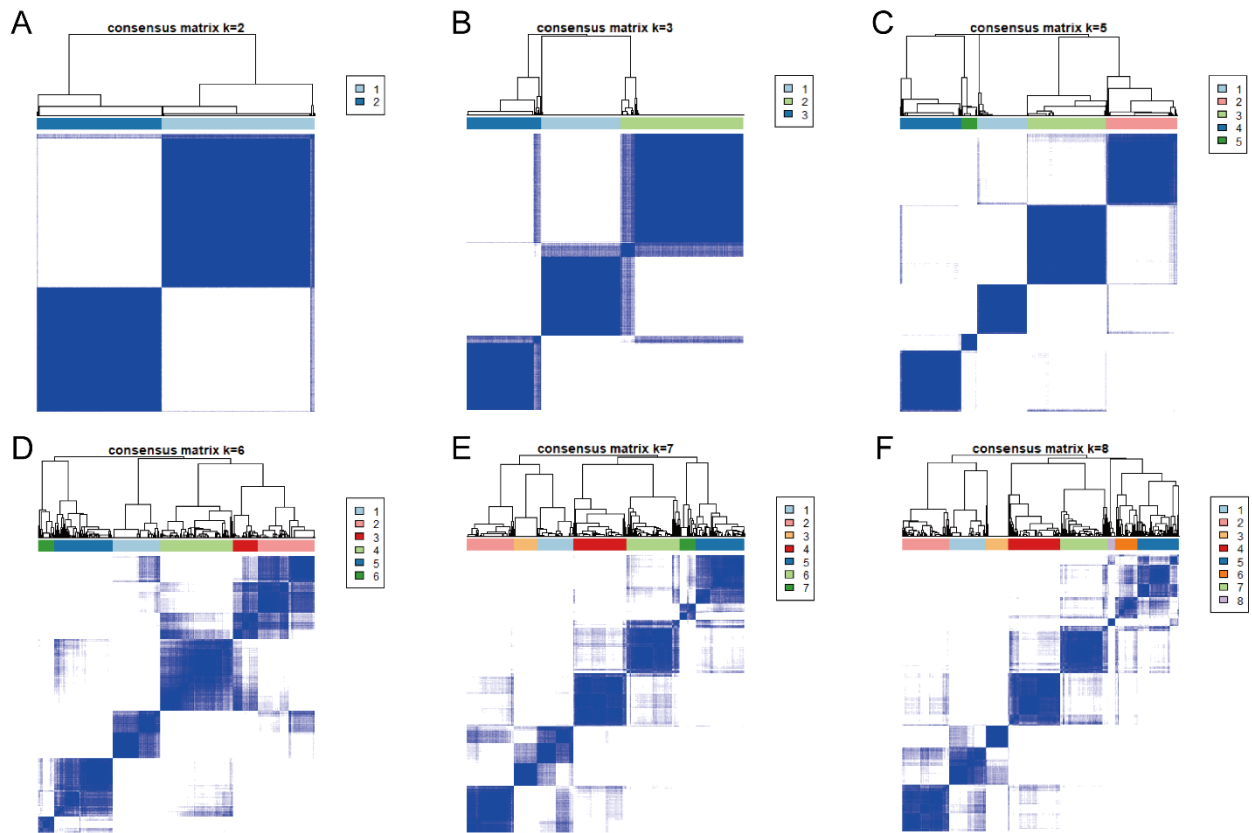 A
consensus matrix k=2
1
2
B
consensus matrix k=3
1
2
3
C
consensus matrix k=5
1
2
3
4
5
D
consensus matrix k=6
1
2
3
4
5
6
E
consensus matrix k=7
1
2
3
4
5
6
7
F
consensus matrix k=8
1
2
3
4
5
6
7
8